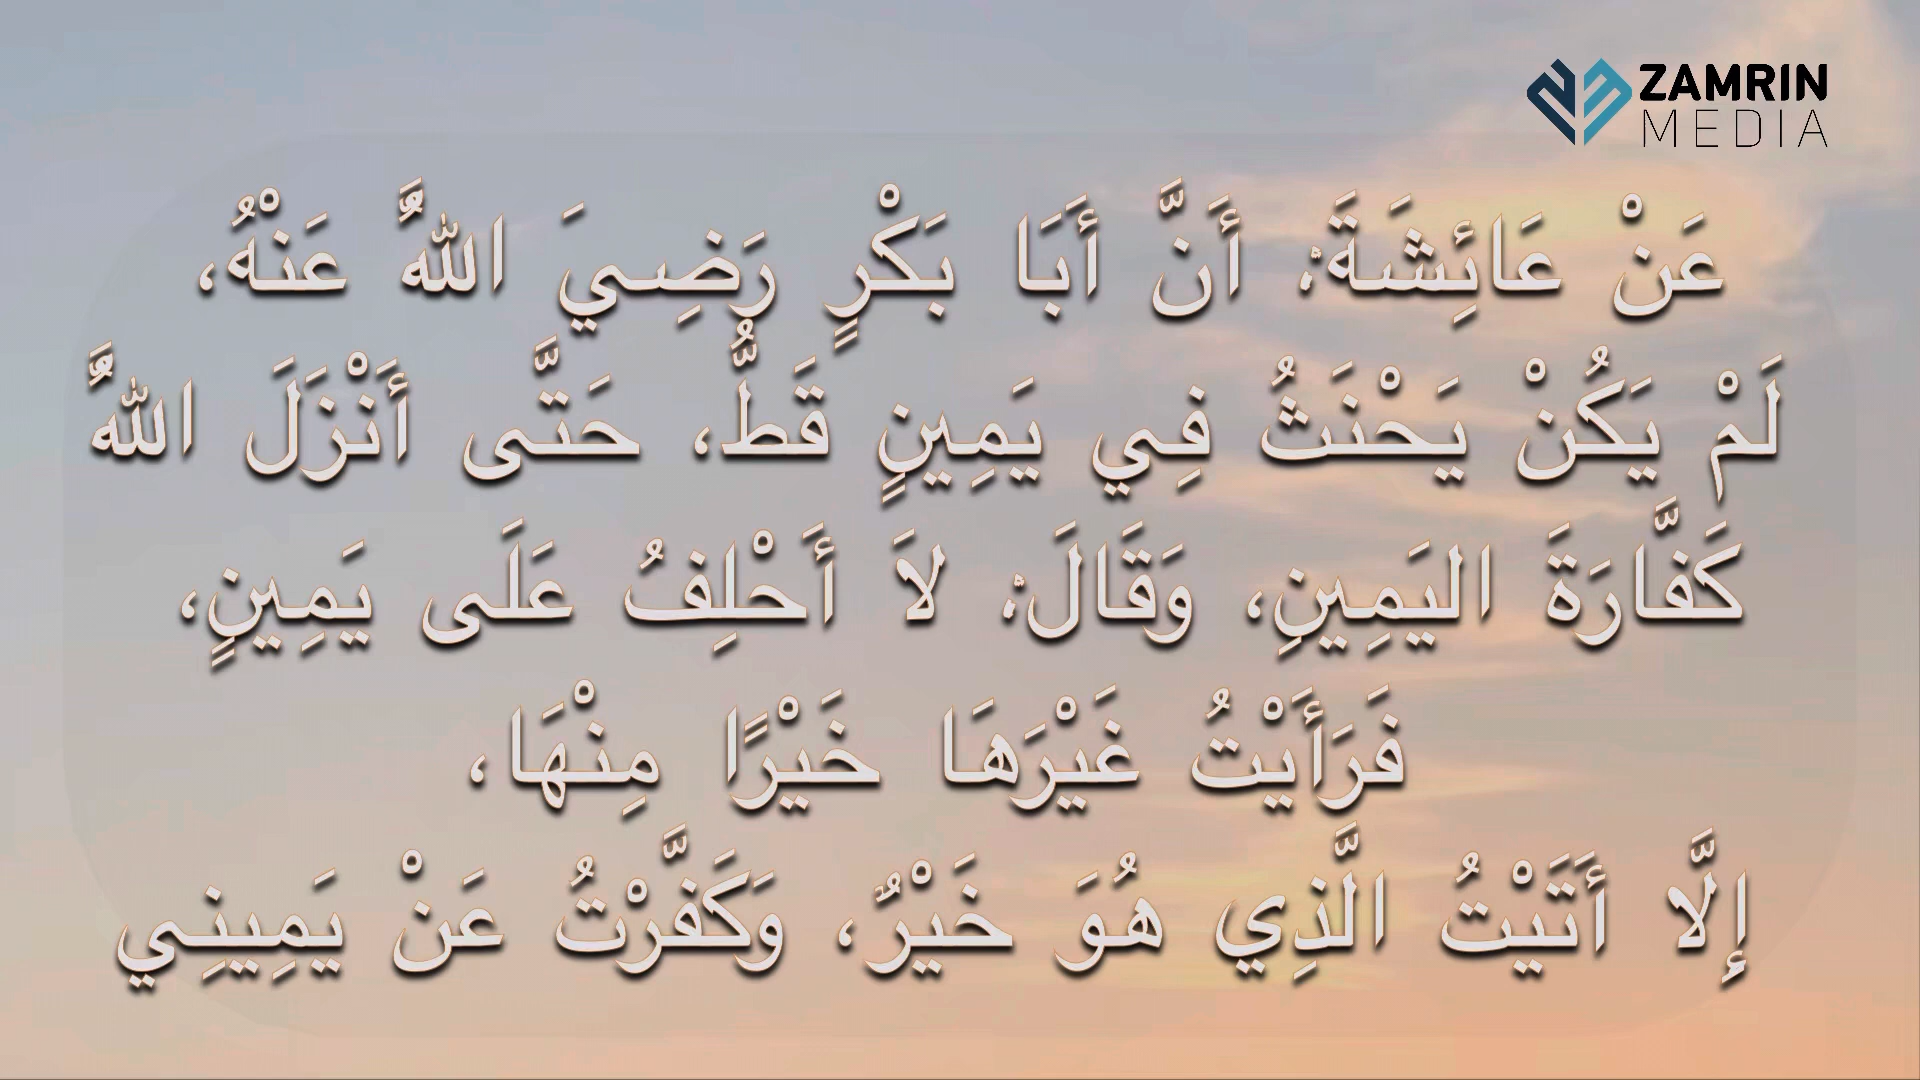 ZAMRIN
MEDIA
عَنْ عَائِشَةَ: أَنَّ أَبَا بَكْرٍ رَضِيَ اللَّهُ عَنْهُ،
لَمْ يَكُنْ يَحْنَثُ فِي يَمِينٍ قَطُّ، حَتَّى أَنْزَلَ اللَّهُ
كَفَّارَةَ اليَمِينِ، وَقَالَ: لاَ أَحْلِفُ عَلَى يَمِينٍ،
فَرَأَيْتُ غَيْرَهَا خَيْرًا مِنْهَا،
إِلَّا أَتَيْتُ الَّذِي هُوَ خَيْرٌ، وَكَفَّرْتُ عَنْ يَمِينِي